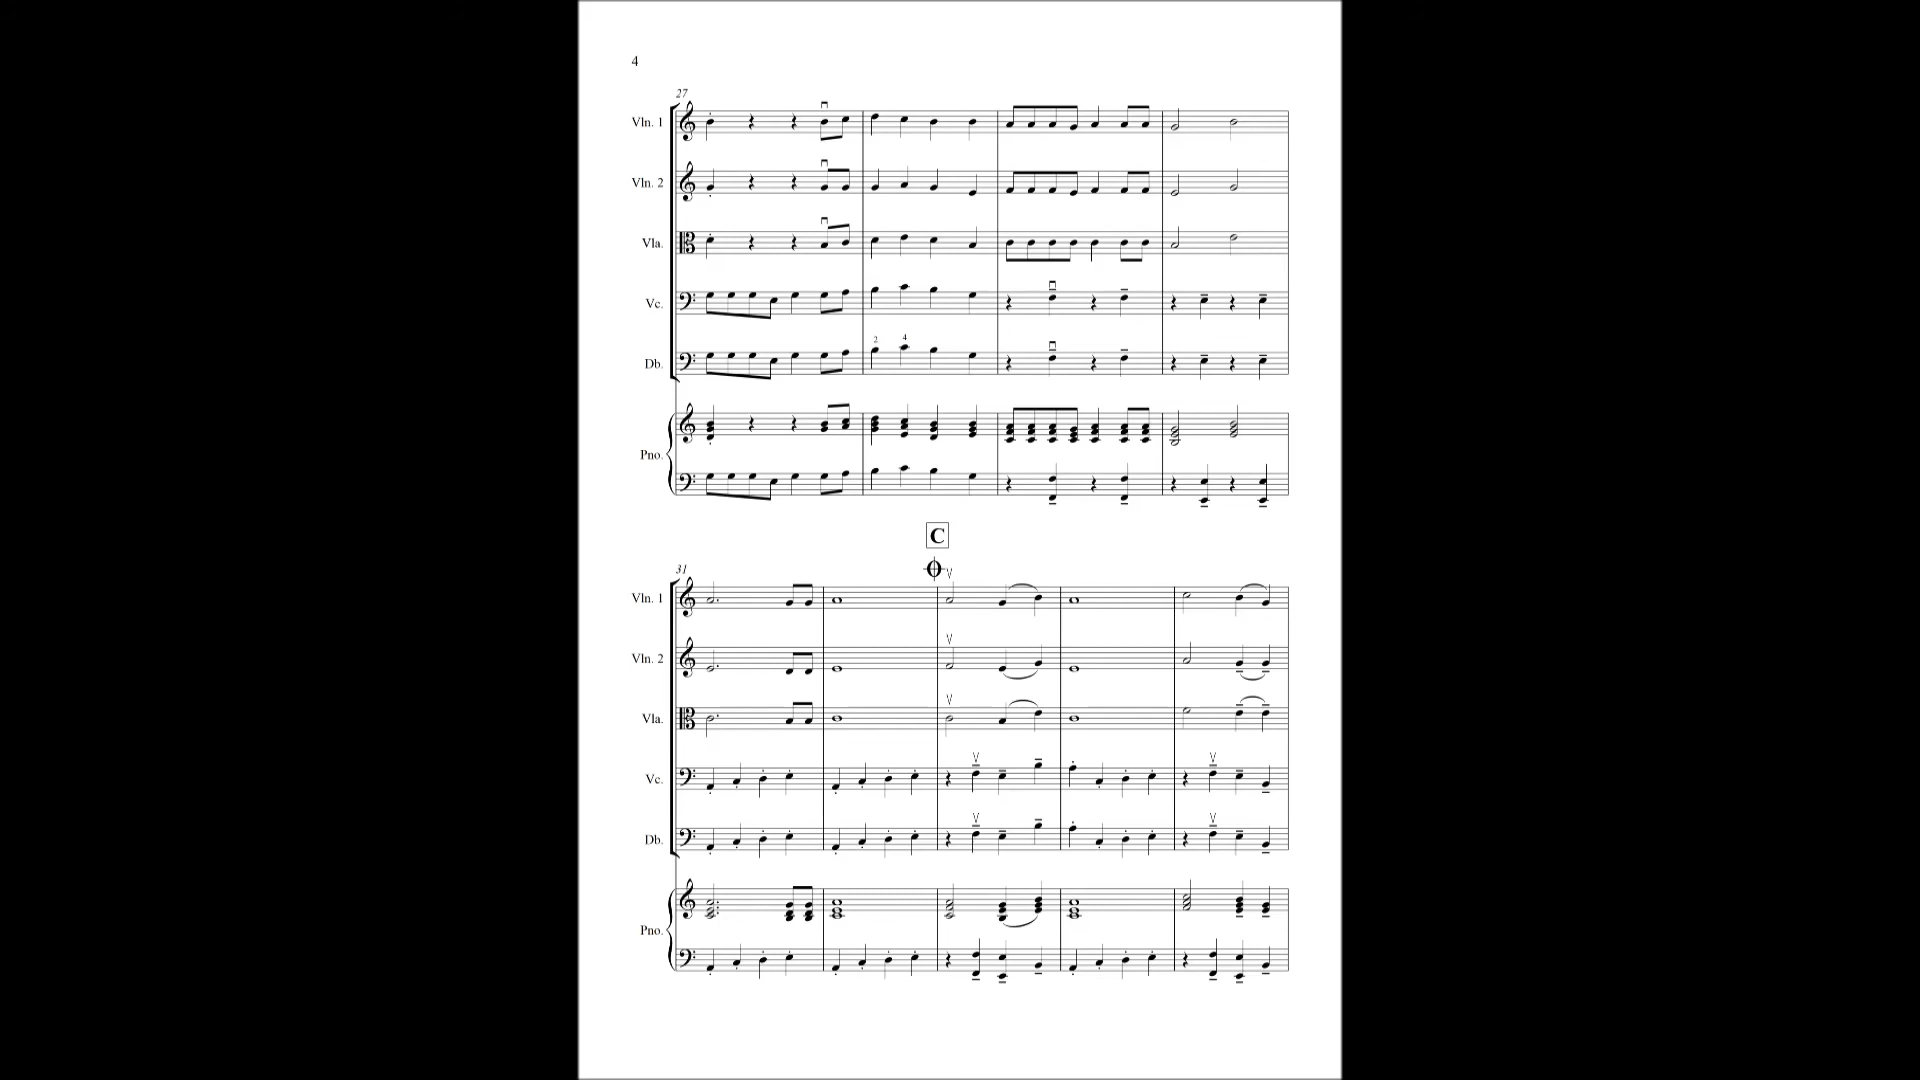 4
27
Vln. 1
Vln. 2
Vla.
Vc.
2 4
Db.
Pno.
C
31
Vln. 1
Vln. 2
Vla.
Vc.
Db.
Pno.